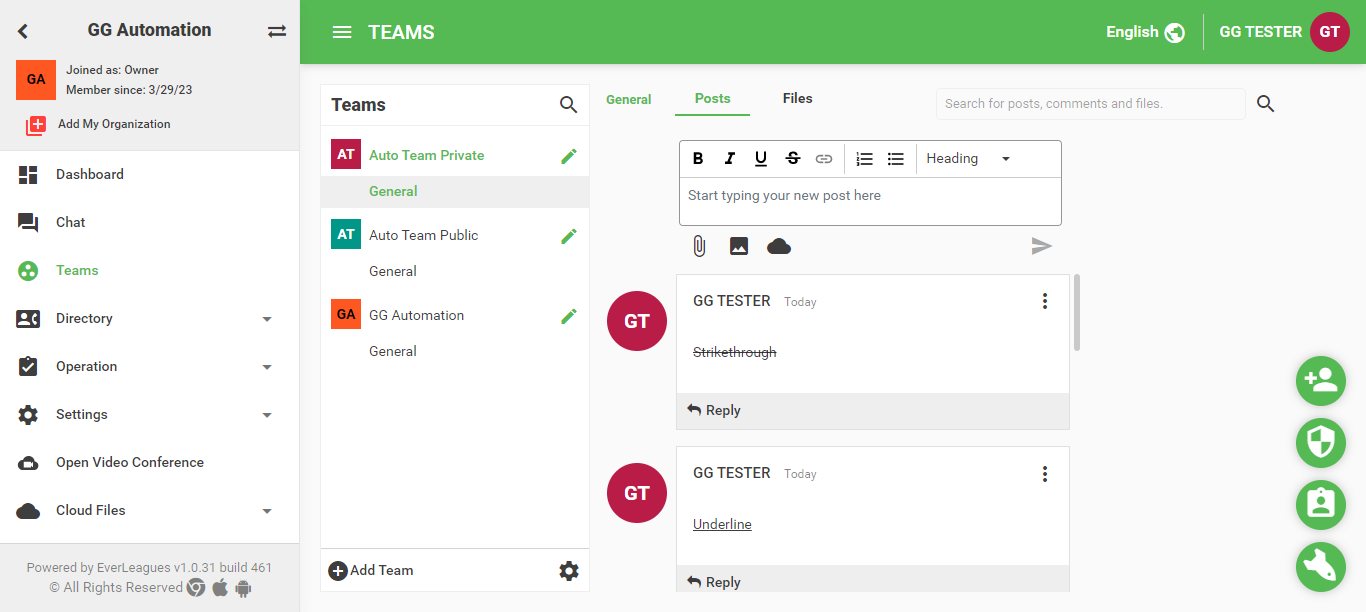 GG Automation
GA
Joined as: Owner
Member since: 3/29/23
Add My Organization
Dashboard
Chat
Teams
Directory
Operation
Settings
Open Video Conference
Cloud Files
Powered by EverLeagues v1.0.31 build 461
© All Rights Reserved
TEAMS
English
GG TESTER
GT
Teams
AT Auto Team Private
General
AT Auto Team Public
General
GA GG Automation
General
Add Team
General
Posts
Files
Search for posts, comments and files.
B I U S
Heading
Start typing your new post here
GT
GG TESTER Today
Strikethrough
Reply
GT
GG TESTER Today
Underline
Reply